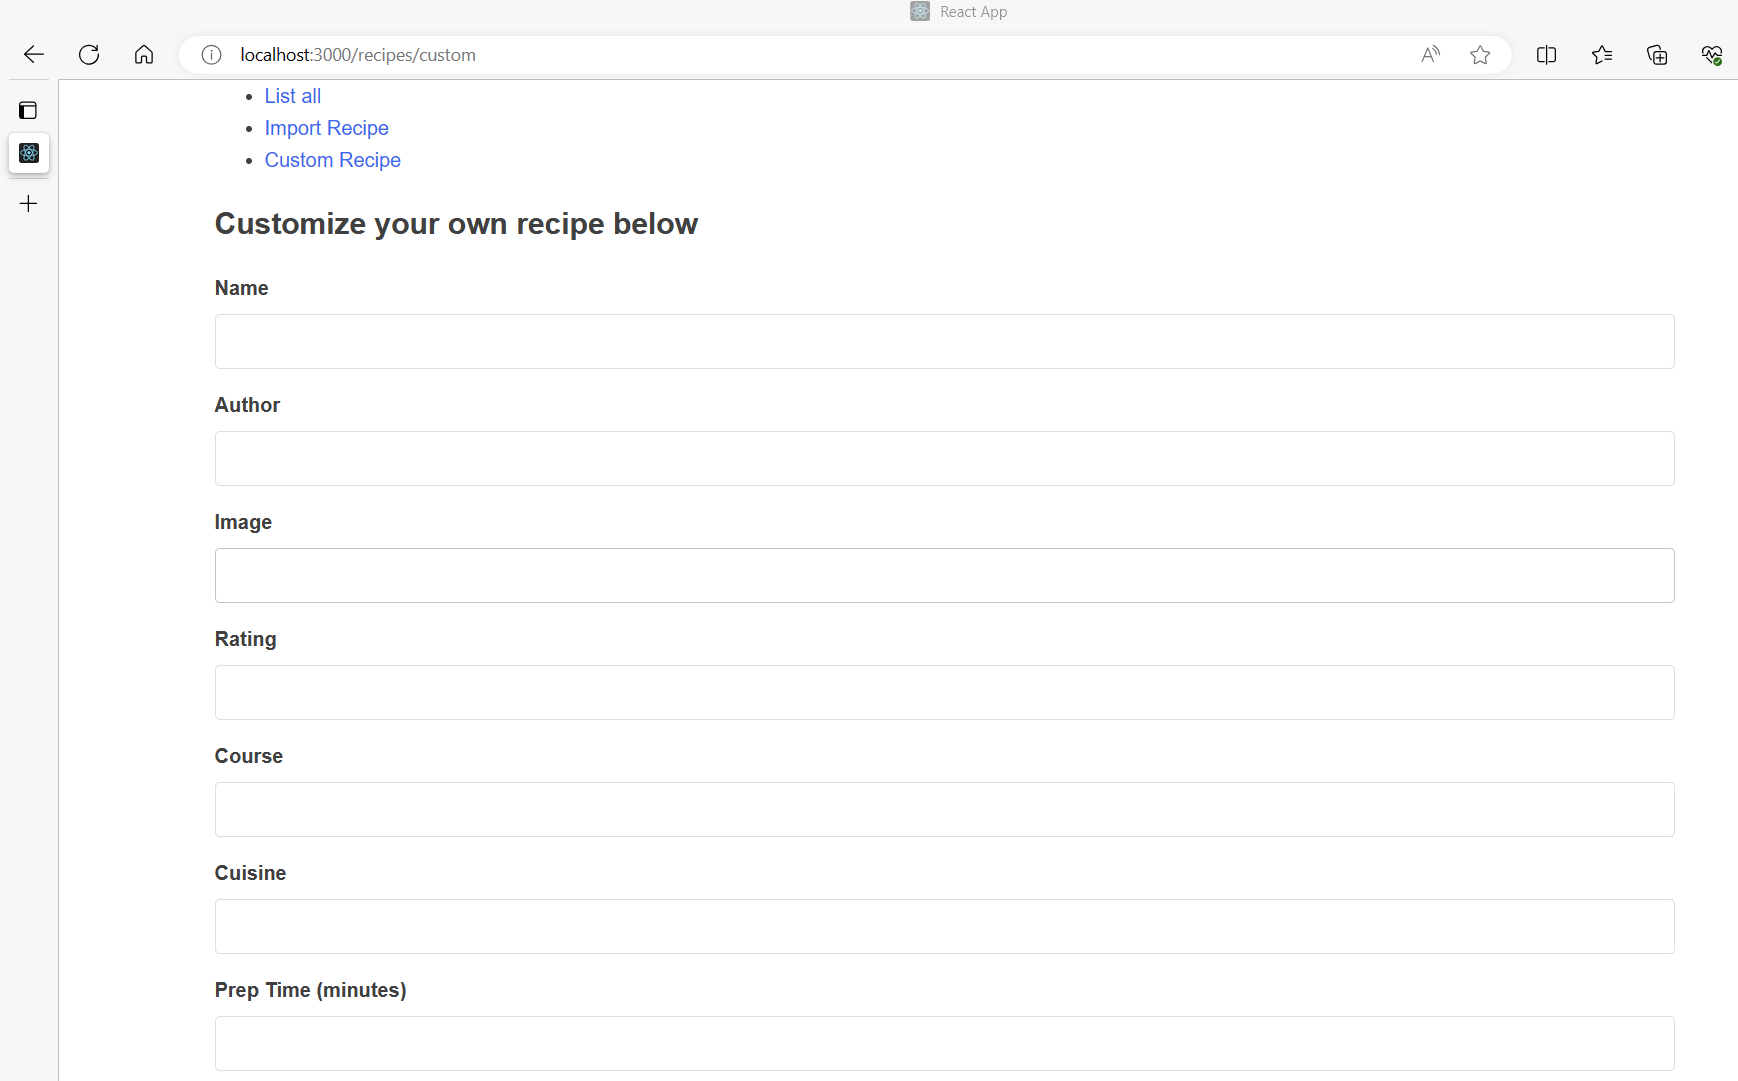 React App
localhost:3000/recipes/custom
List all
Import Recipe
Custom Recipe
Customize your own recipe below
Name
Author
Image
Rating
Course
Cuisine
Prep Time (minutes)